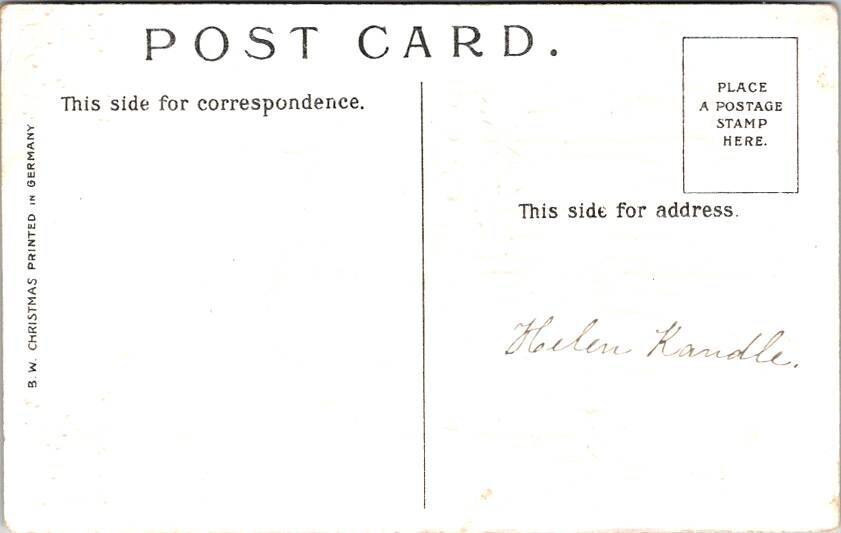 POST CARD.
This side for correspondence.
PLACE
A POSTAGE
STAMP
HERE.
This side for address.
Helen Kandle.
B.W. CHRISTMAS PRINTED IN GERMANY